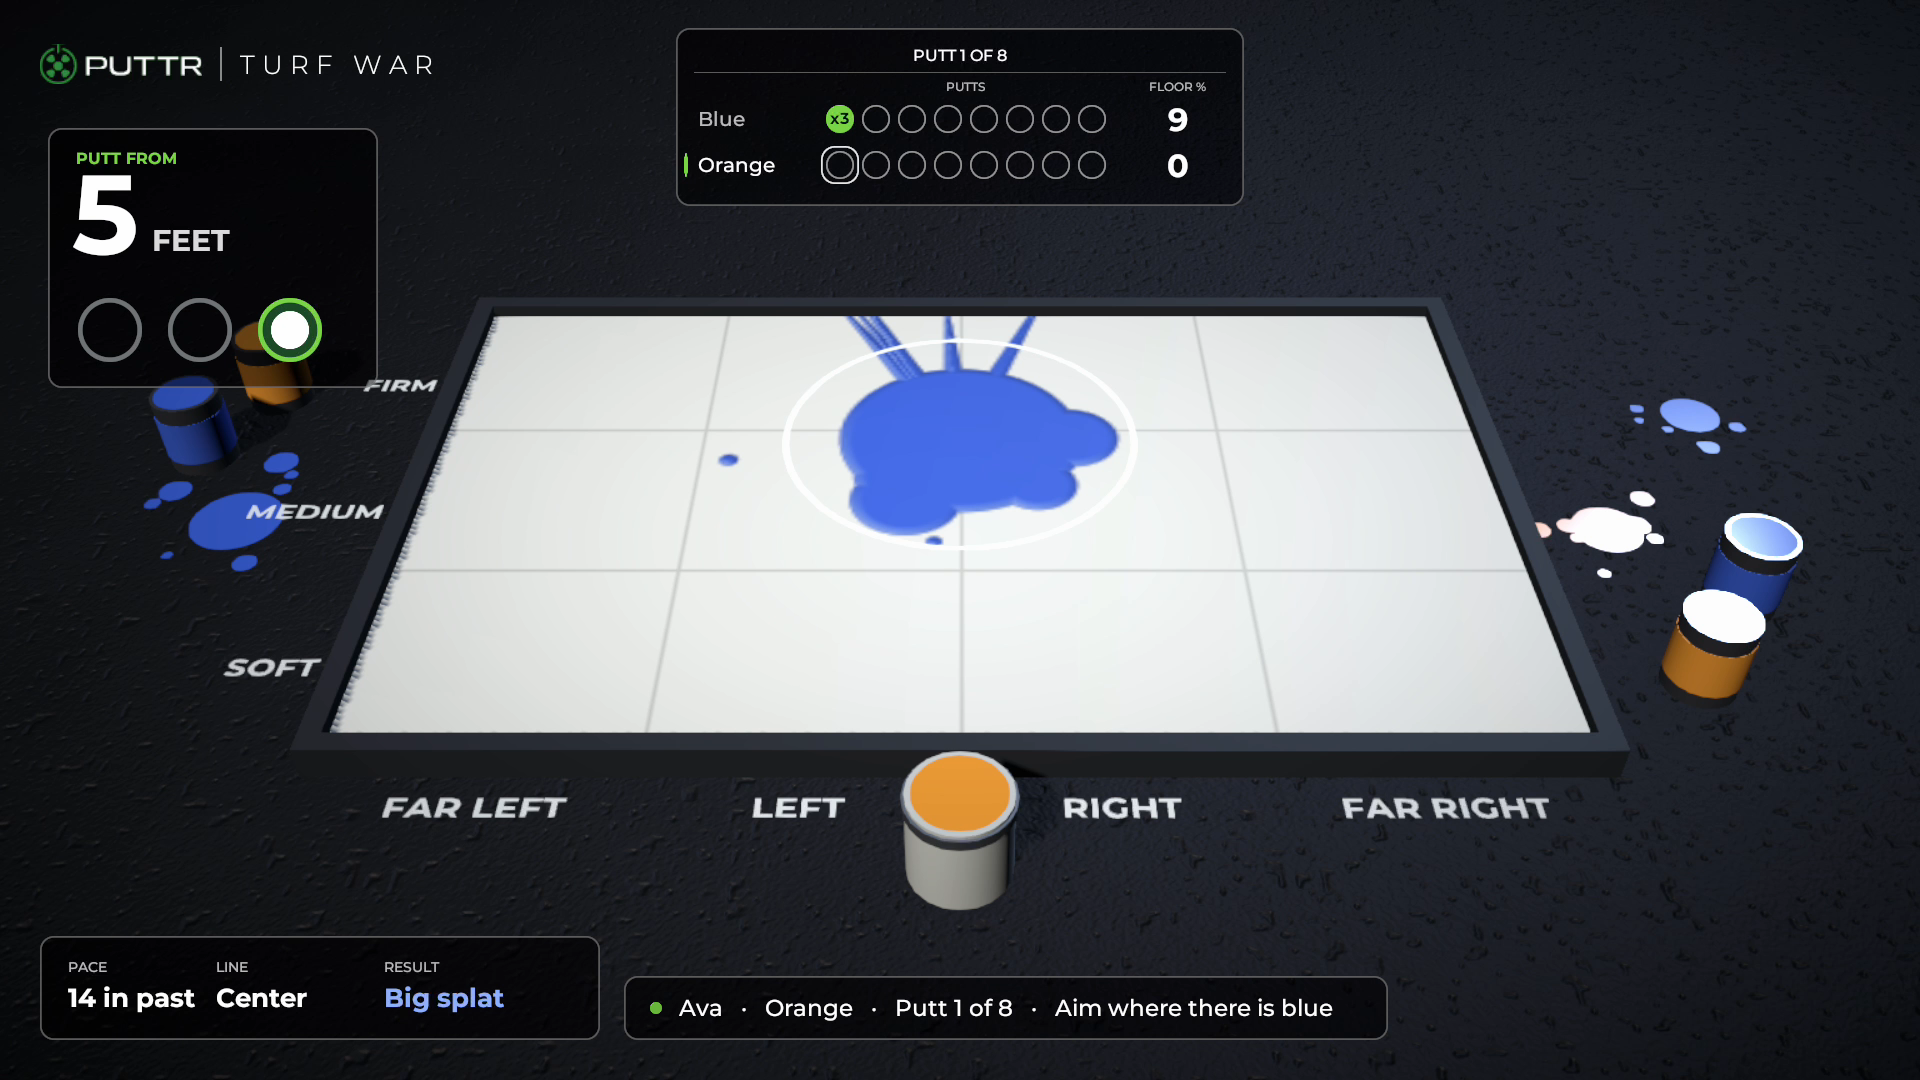 PUTTR | TURF WAR
PUTT 1 OF 8
PUTTS FLOOR %
Blue x3 9
Orange 0
PUTT FROM
5 FEET
FIRM
MEDIUM
SOFT
FAR LEFT LEFT RIGHT FAR RIGHT
PACE LINE RESULT
14 in past Center Big splat
Ava · Orange · Putt 1 of 8 · Aim where there is blue